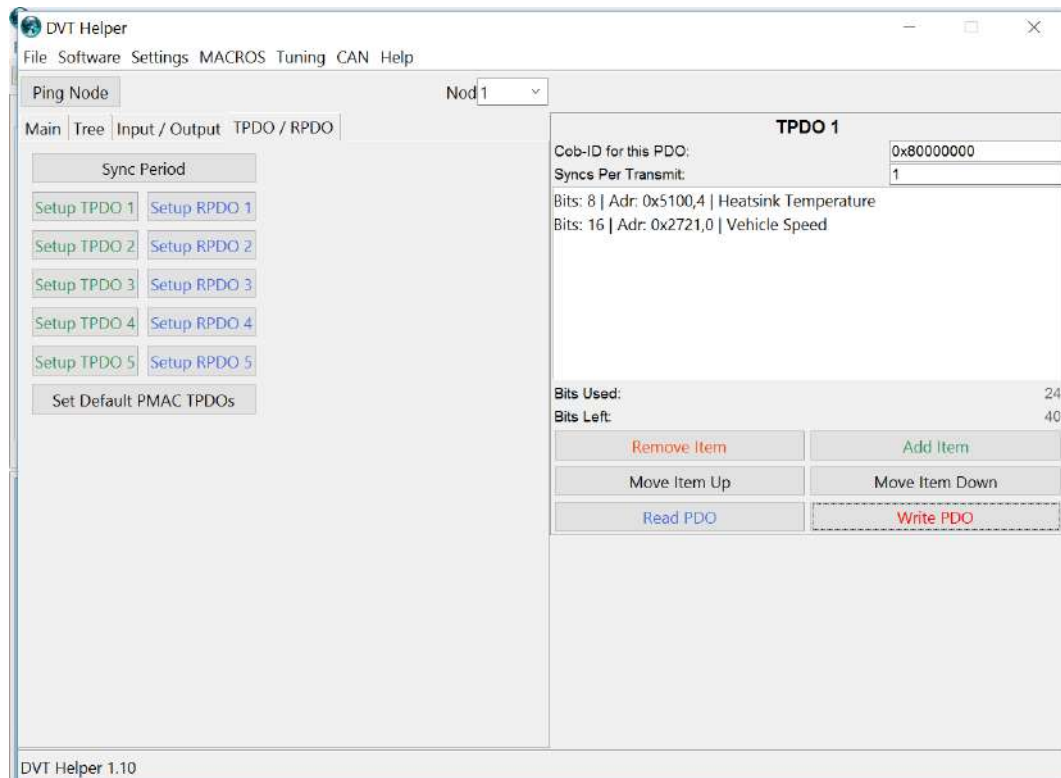 DVT Helper
File Software Settings MACROS Tuning CAN Help
Ping Node
Nod 1
Main Tree Input / Output TPDO / RPDO
Sync Period
Setup TPDO 1 Setup RPDO 1
Setup TPDO 2 Setup RPDO 2
Setup TPDO 3 Setup RPDO 3
Setup TPDO 4 Setup RPDO 4
Setup TPDO 5 Setup RPDO 5
Set Default PMAC TPDOs
TPDO 1
Cob-ID for this PDO: 0x80000000
Syncs Per Transmit: 1
Bits: 8 | Adr: 0x5100,4 | Heatsink Temperature
Bits: 16 | Adr: 0x2721,0 | Vehicle Speed
Bits Used: 24
Bits Left: 40
Remove Item Add Item
Move Item Up Move Item Down
Read PDO Write PDO
DVT Helper 1.10